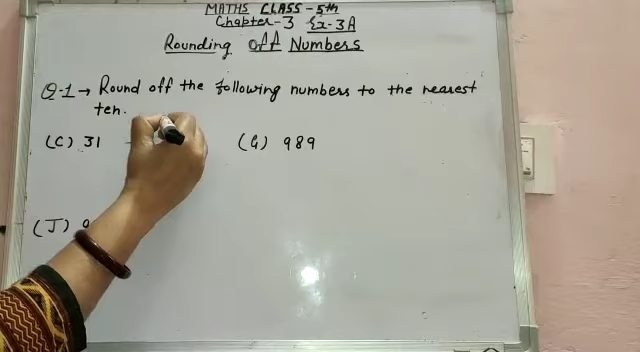 MATHS CLASS-5th
Chapter-3 Ex-3A
Rounding off Numbers
Q-1→ Round off the following numbers to the nearest
ten.
(C) 31 (G) 989
(J)